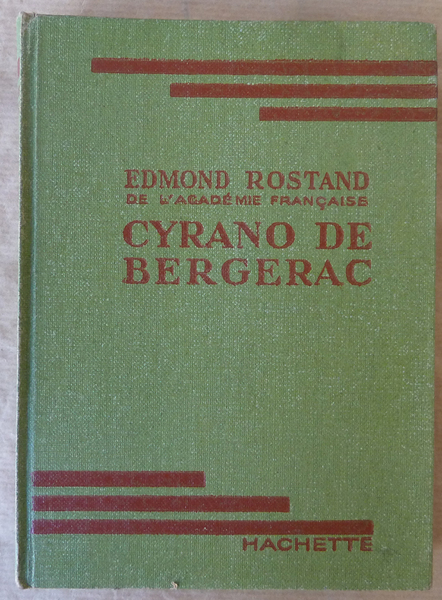 EDMOND ROSTAND
DE L'ACADÉMIE FRANÇAISE
CYRANO DE
BERGERAC
HACHETTE